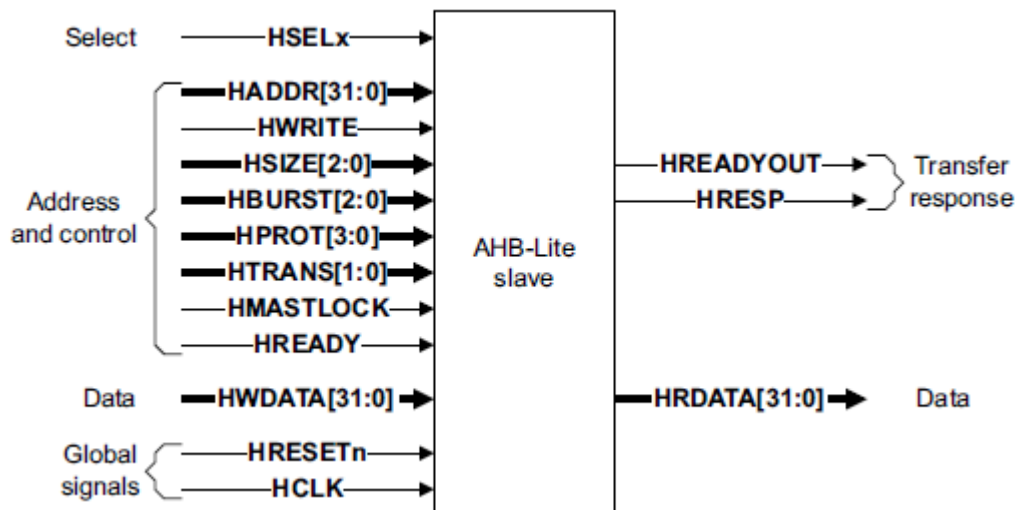 Select
HSELx
HADDR[31:0]
HWRITE
HSIZE[2:0]
HBURST[2:0]
Address
and control
HPROT[3:0]
HTRANS[1:0]
HMASTLOCK
HREADY
Data
HWDATA[31:0]
Global
signals
HRESETn
HCLK
AHB-Lite
slave
HREADYOUT
HRESP
Transfer
response
HRDATA[31:0]
Data